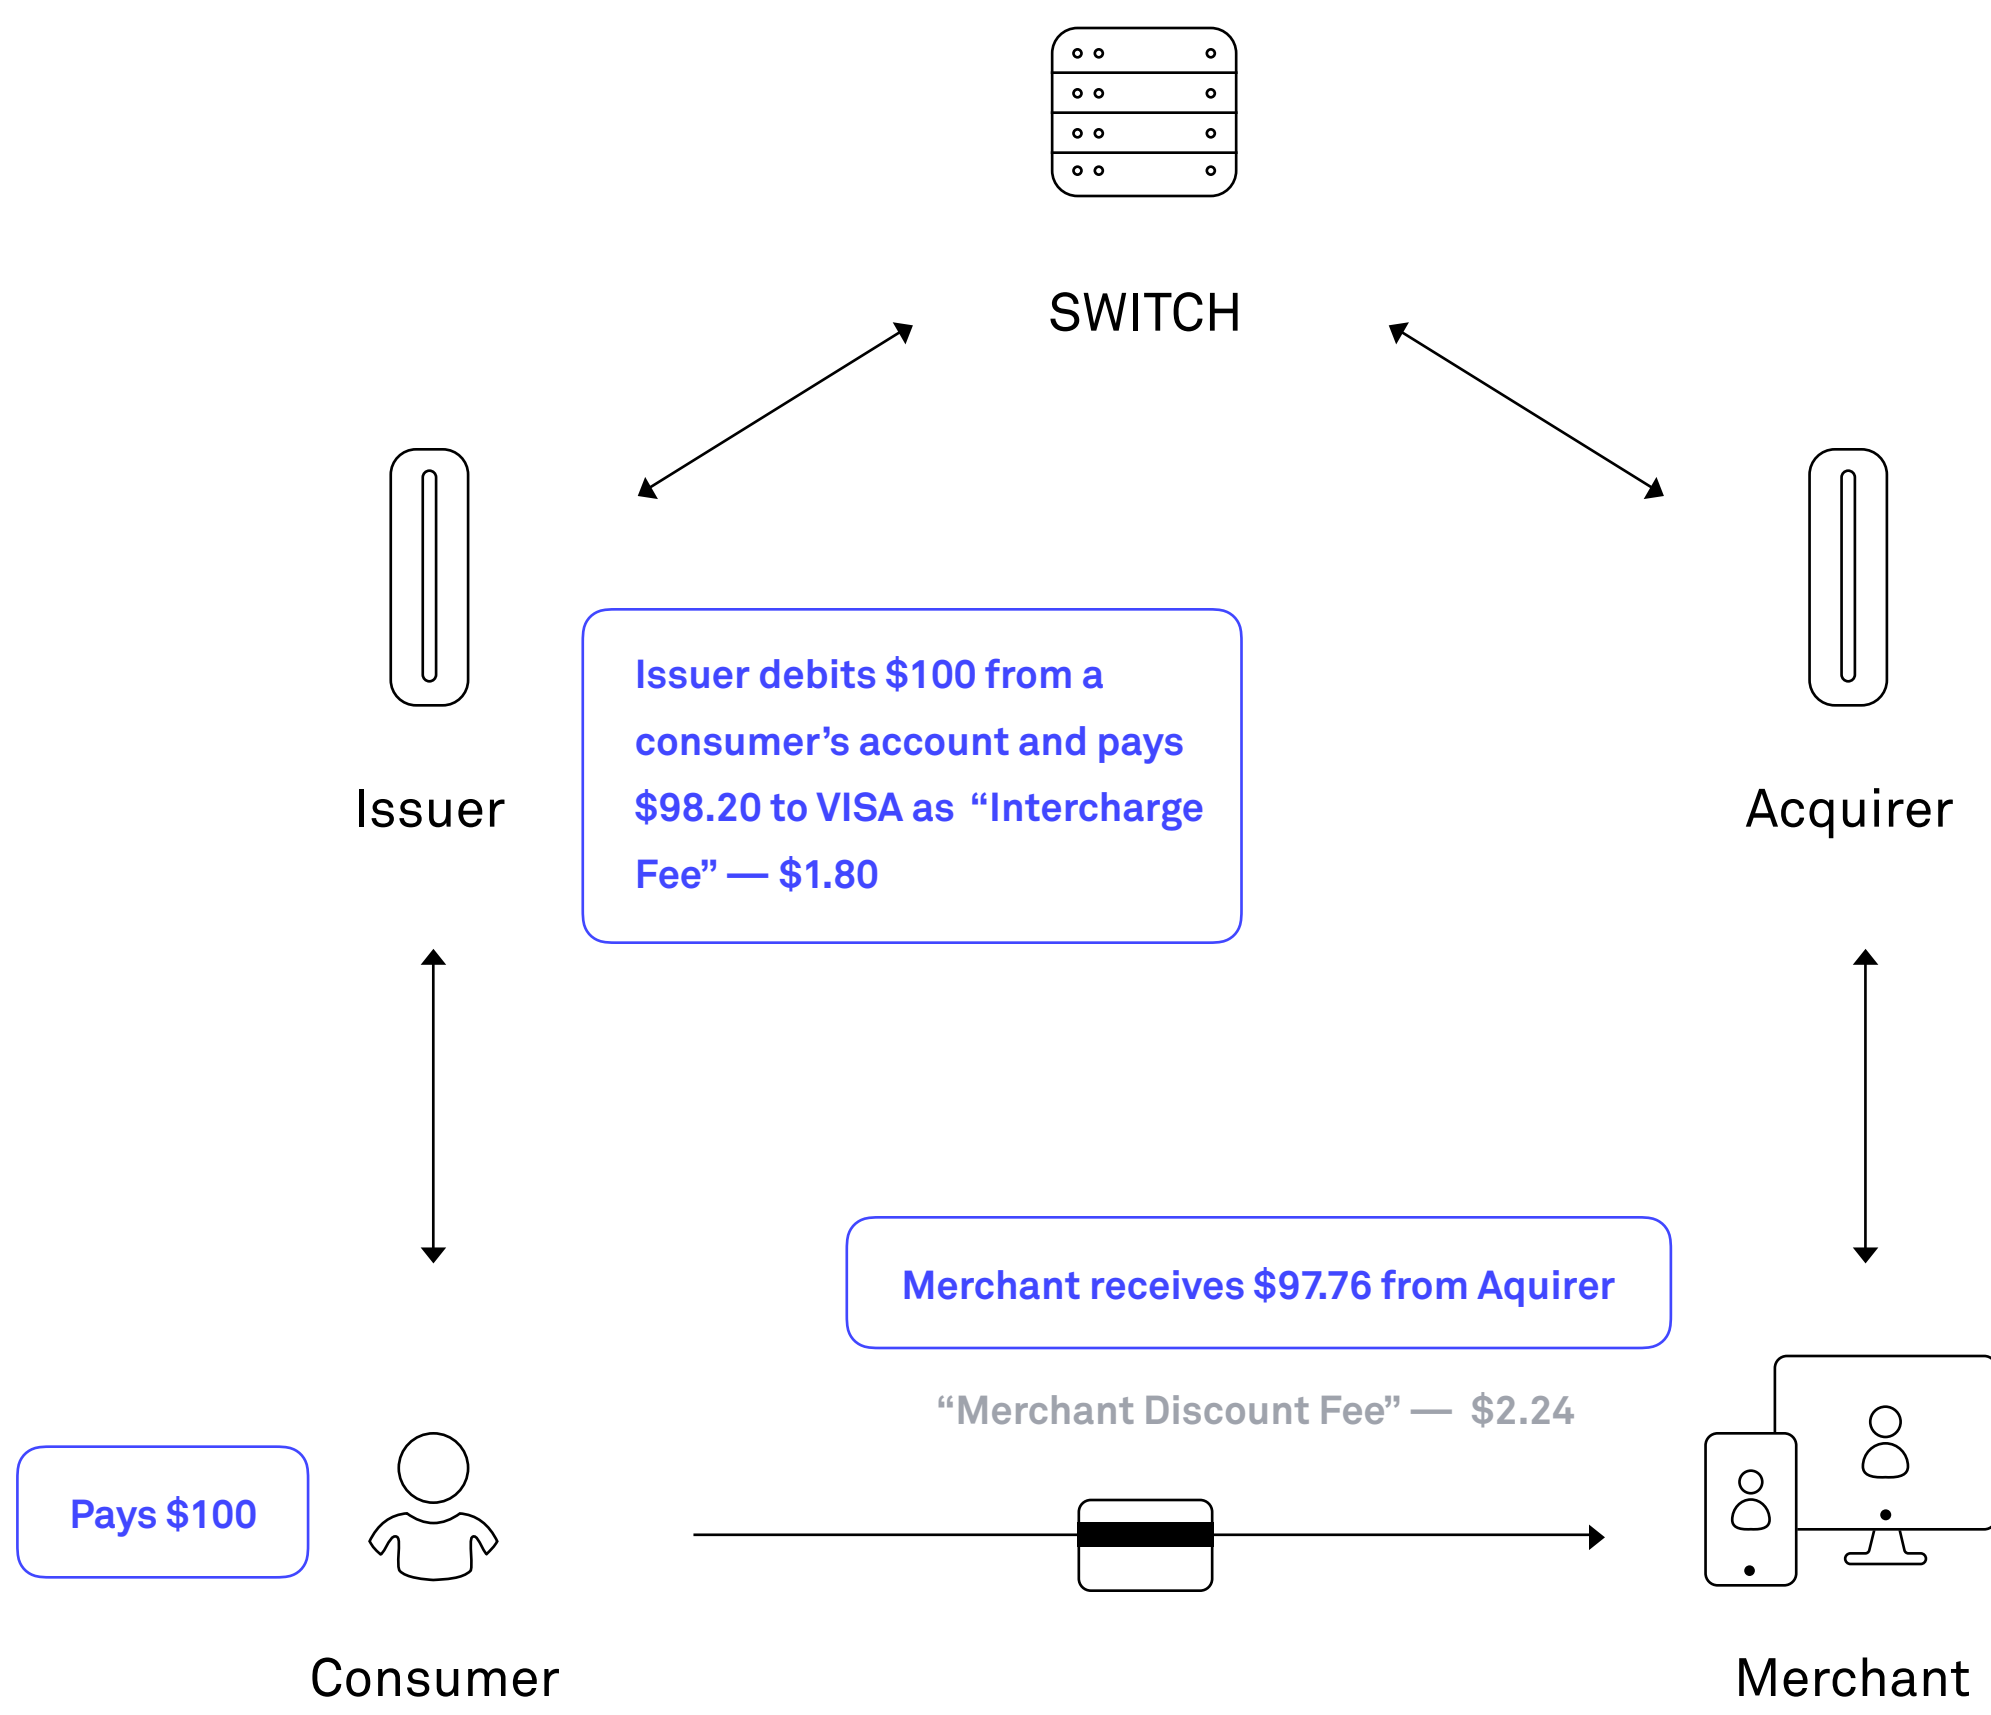 SWITCH
Issuer debits $100 from a
consumer’s account and pays
$98.20 to VISA as “Intercharge
Fee” — $1.80
Issuer
Acquirer
Merchant receives $97.76 from Aquirer
“Merchant Discount Fee” — $2.24
Pays $100
Consumer
Merchant